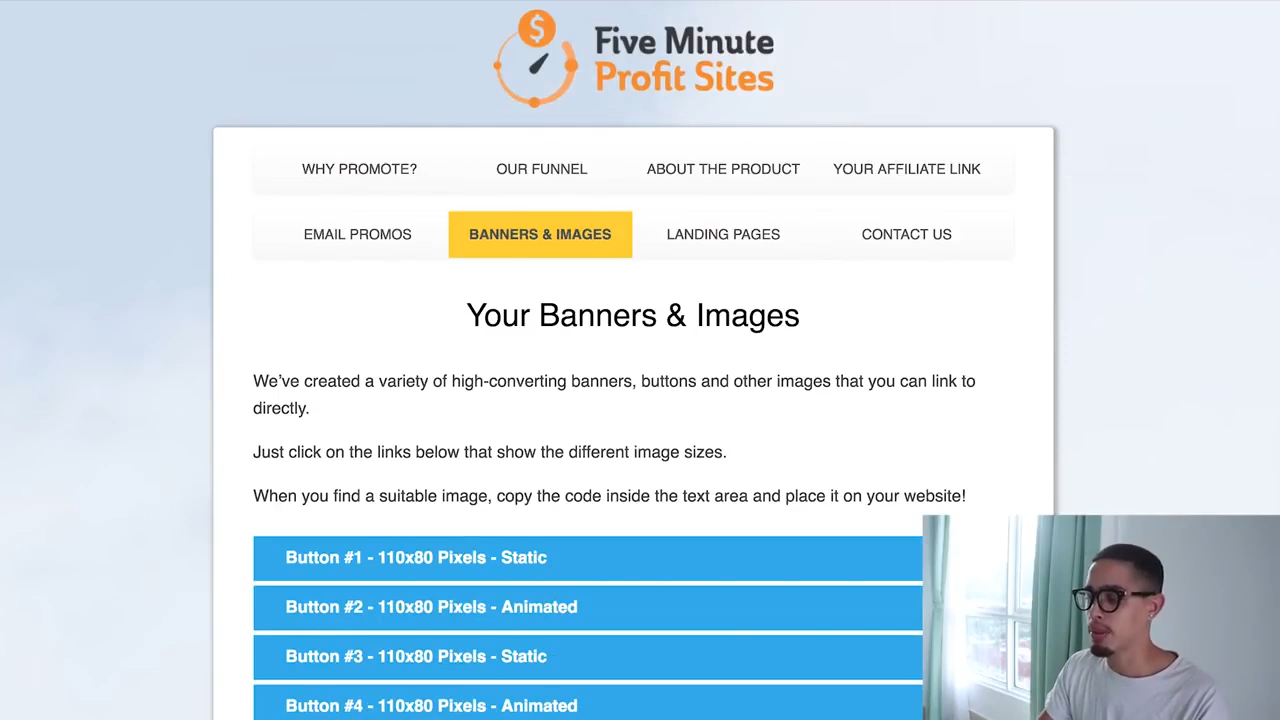 $
Five Minute
Profit Sites
WHY PROMOTE? OUR FUNNEL ABOUT THE PRODUCT YOUR AFFILIATE LINK
EMAIL PROMOS BANNERS & IMAGES LANDING PAGES CONTACT US
Your Banners & Images
We’ve created a variety of high-converting banners, buttons and other images that you can link to
directly.
Just click on the links below that show the different image sizes.
When you find a suitable image, copy the code inside the text area and place it on your website!
Button #1 - 110x80 Pixels - Static
Button #2 - 110x80 Pixels - Animated
Button #3 - 110x80 Pixels - Static
Button #4 - 110x80 Pixels - Animated